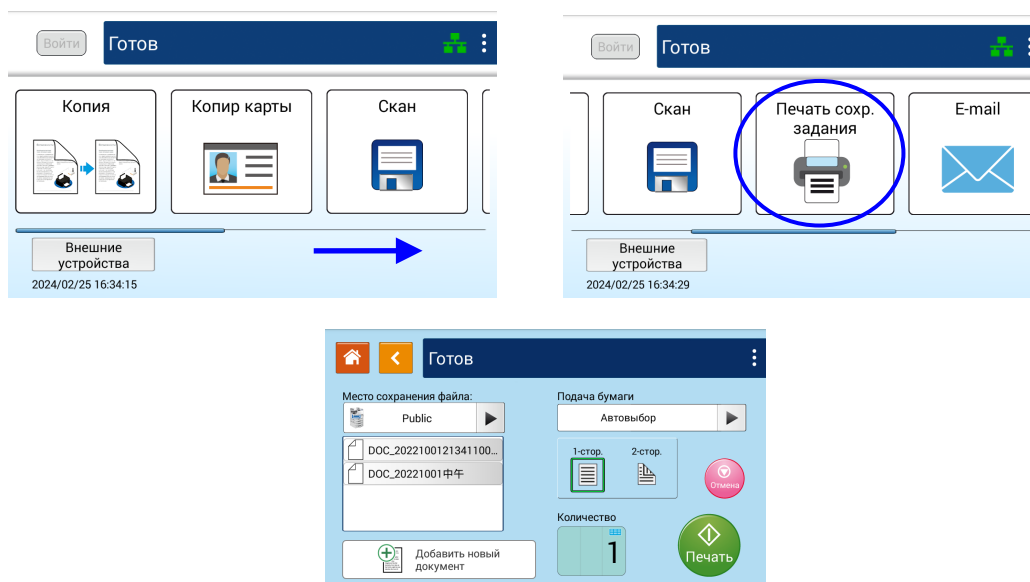 Войти
Готов
Копия
Копир карты
Скан
Внешние
устройства
2024/02/25 16:34:15
Войти
Готов
Скан
Печать сохр.
задания
E-mail
Внешние
устройства
2024/02/25 16:34:29
Готов
Место сохранения файла:
Public
DOC_2022100121341100...
DOC_20221001中午
Добавить новый
документ
Подача бумаги
Автовыбор
1-стор.
2-стор.
Отмена
Количество
1
Печать